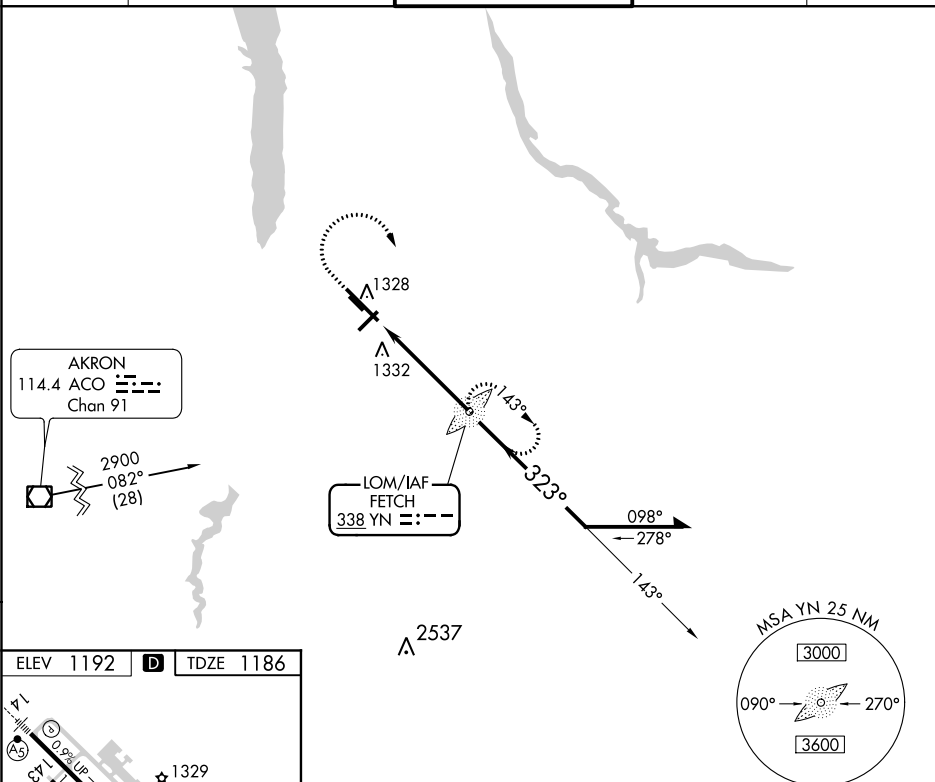 1328
1332
AKRON
114.4 ACO
Chan 91
2900
082°
(28)
143°
LOM/IAF
FETCH
338 YN
323°
098°
278°
143°
2537
MSA YN 25 NM
3000
090°
270°
3600
ELEV 1192 D TDZE 1186
14
P
A5
0.9% UP
143
1329